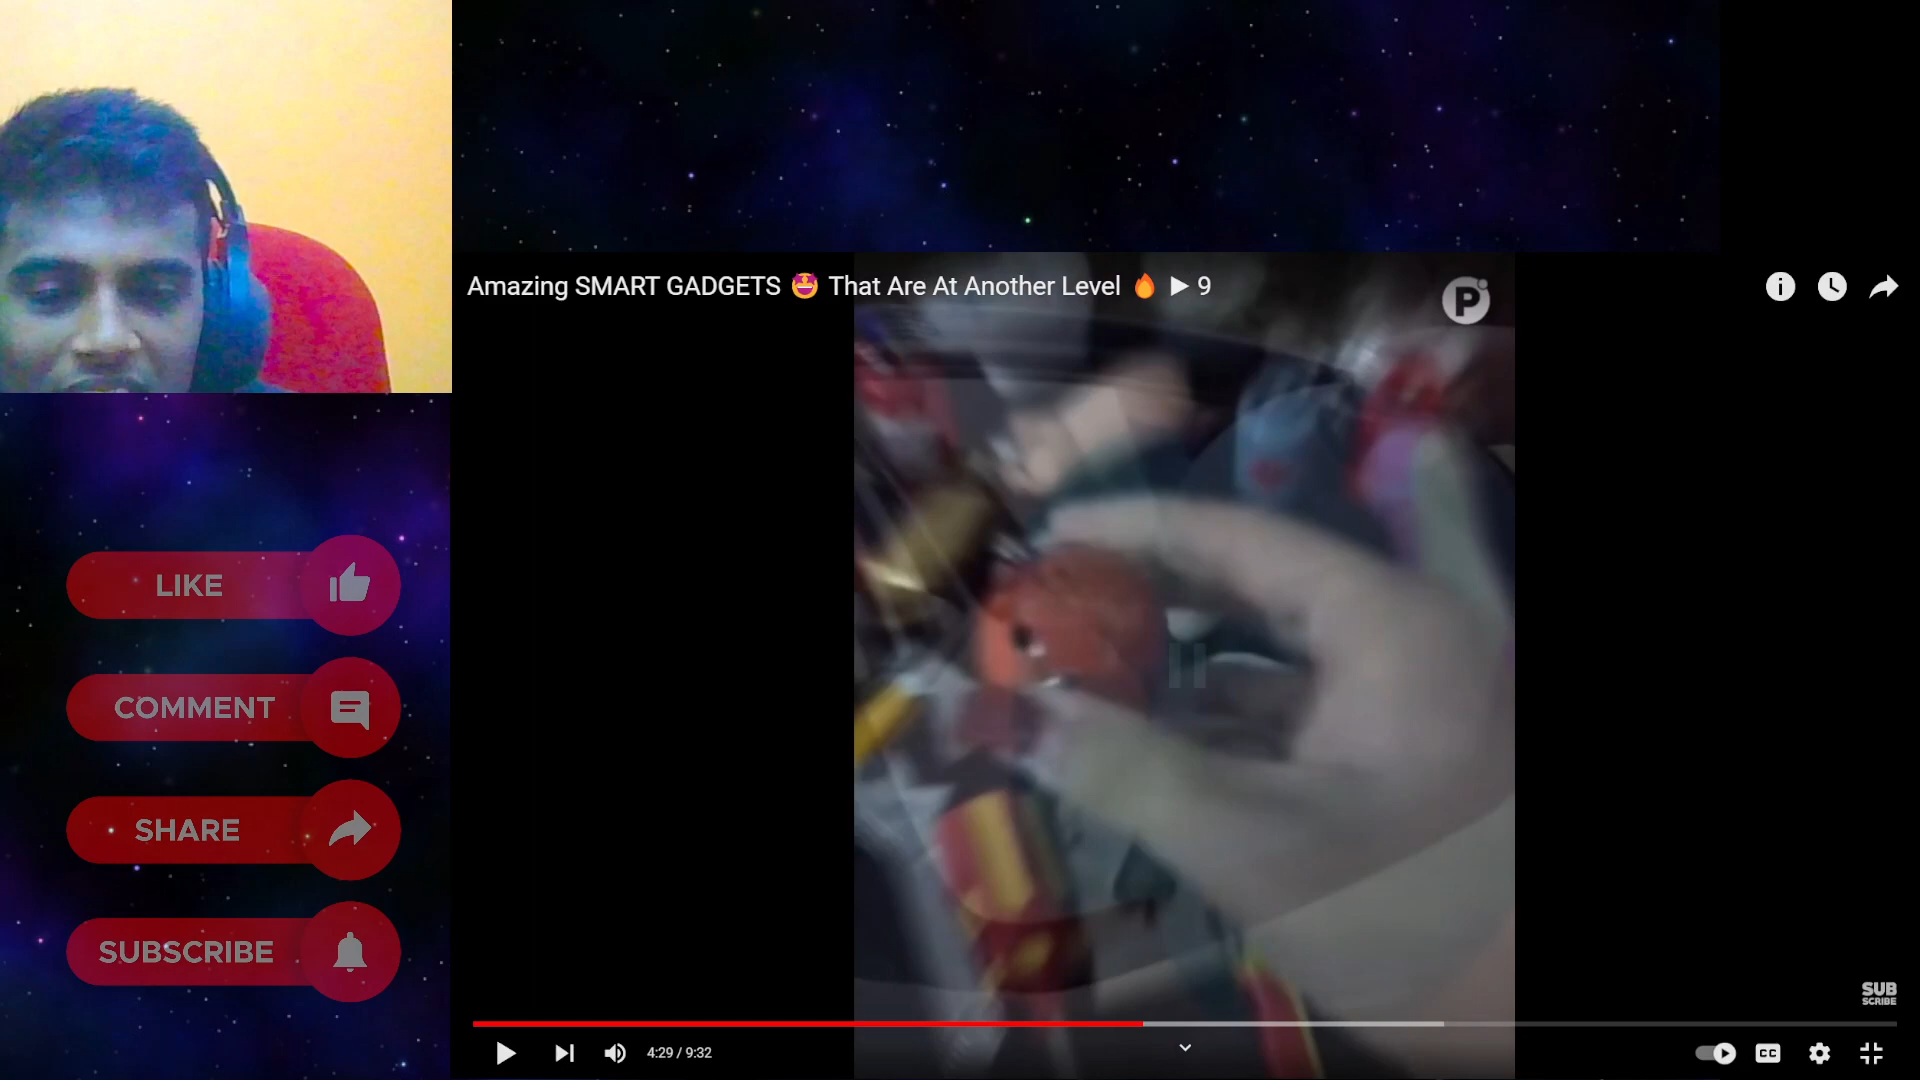 Amazing SMART GADGETS 🤩 That Are At Another Level 🔥 ▶ 9
P
LIKE
COMMENT
SHARE
SUBSCRIBE
SUB
SCRIBE
4:29 / 9:32
CC